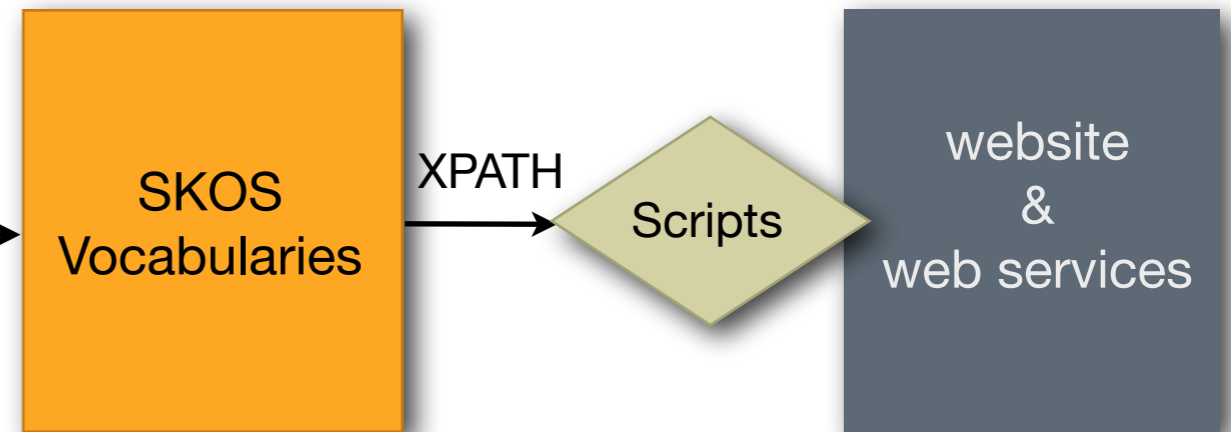 SKOS
Vocabularies
XPATH
Scripts
website
&
web services